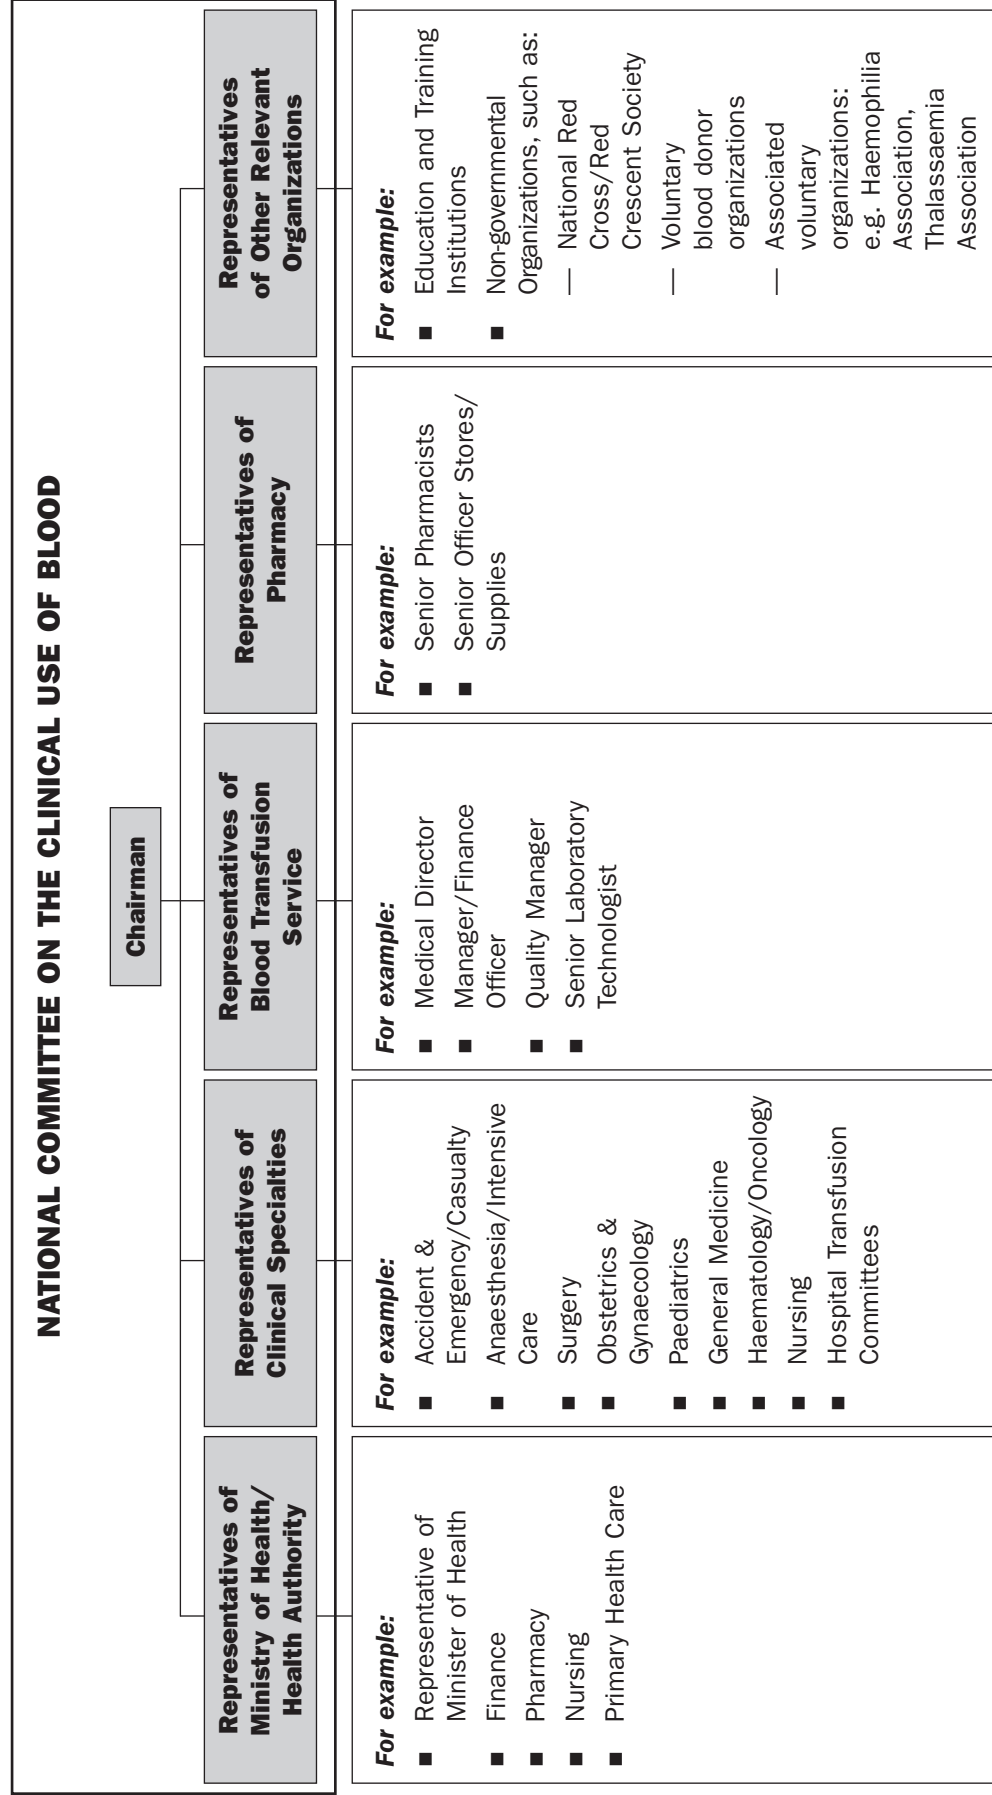 NATIONAL COMMITTEE ON THE CLINICAL USE OF BLOOD
Chairman
Representatives of
Ministry of Health/
Health Authority
For example:
■ Representative of
Minister of Health
■ Finance
■ Pharmacy
■ Nursing
■ Primary Health Care
Representatives of
Clinical Specialties
For example:
■ Accident &
Emergency/Casualty
■ Anaesthesia/Intensive
Care
■ Surgery
■ Obstetrics &
Gynaecology
■ Paediatrics
■ General Medicine
■ Haematology/Oncology
■ Nursing
■ Hospital Transfusion
Committees
Representatives of
Blood Transfusion
Service
For example:
■ Medical Director
■ Manager/Finance
Officer
■ Quality Manager
■ Senior Laboratory
Technologist
Representatives of
Pharmacy
For example:
■ Senior Pharmacists
■ Senior Officer Stores/
Supplies
Representatives
of Other Relevant
Organizations
For example:
■ Education and Training
Institutions
■ Non-governmental
Organizations, such as:
— National Red
Cross/Red
Crescent Society
— Voluntary
blood donor
organizations
— Associated
voluntary
organizations:
e.g. Haemophilia
Association,
Thalassaemia
Association